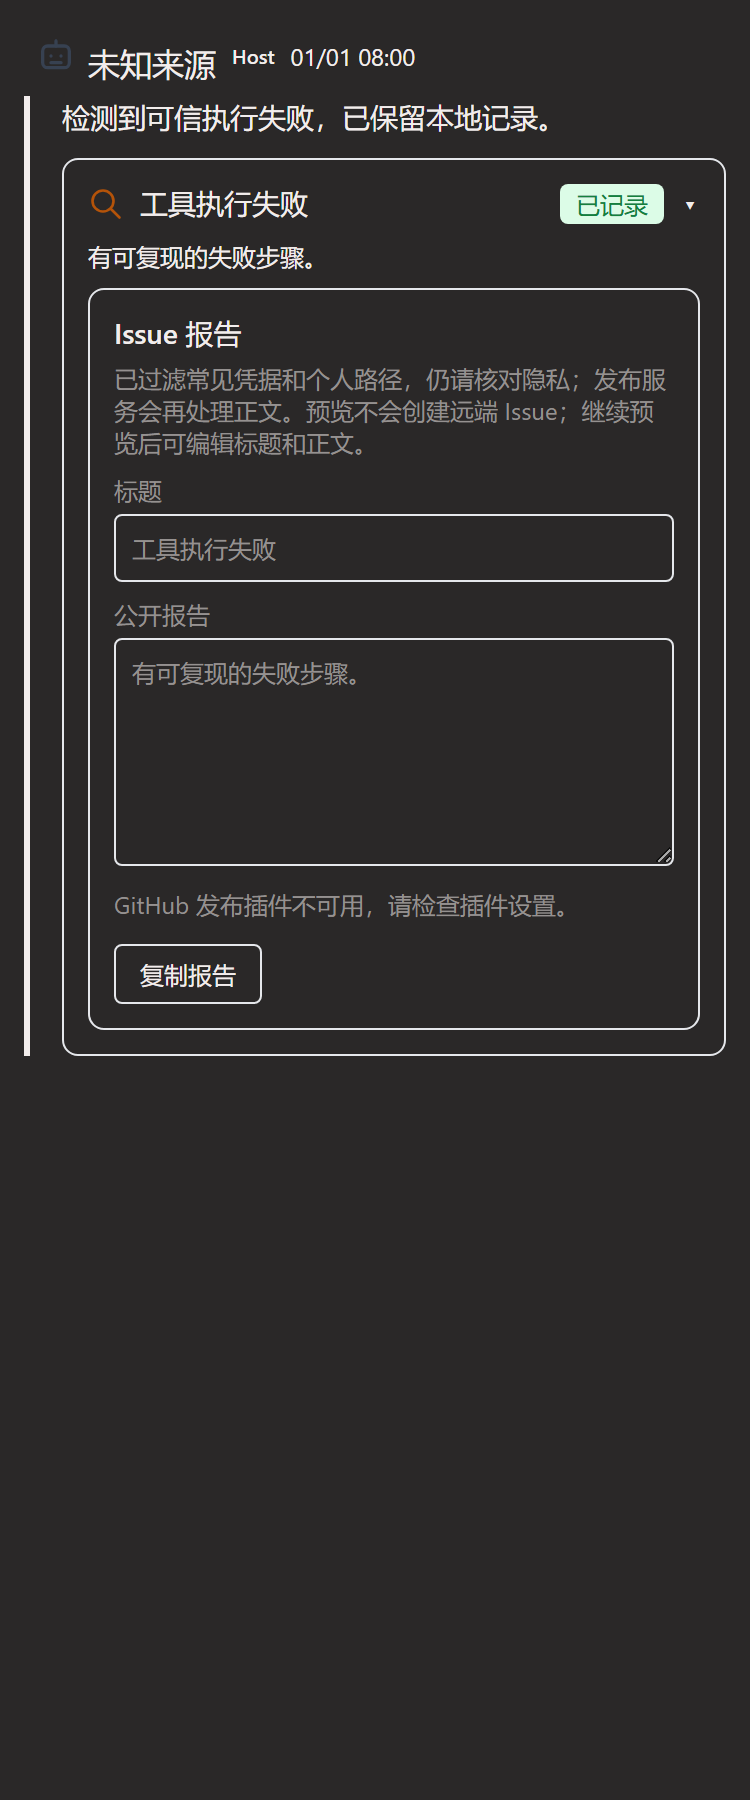 未知来源 Host 01/01 08:00
检测到可信执行失败，已保留本地记录。
工具执行失败 已记录 ▼
有可复现的失败步骤。
Issue 报告
已过滤常见凭据和个人路径，仍请核对隐私；发布服
务会再处理正文。预览不会创建远端 Issue；继续预
览后可编辑标题和正文。
标题
工具执行失败
公开报告
有可复现的失败步骤。
GitHub 发布插件不可用，请检查插件设置。
复制报告